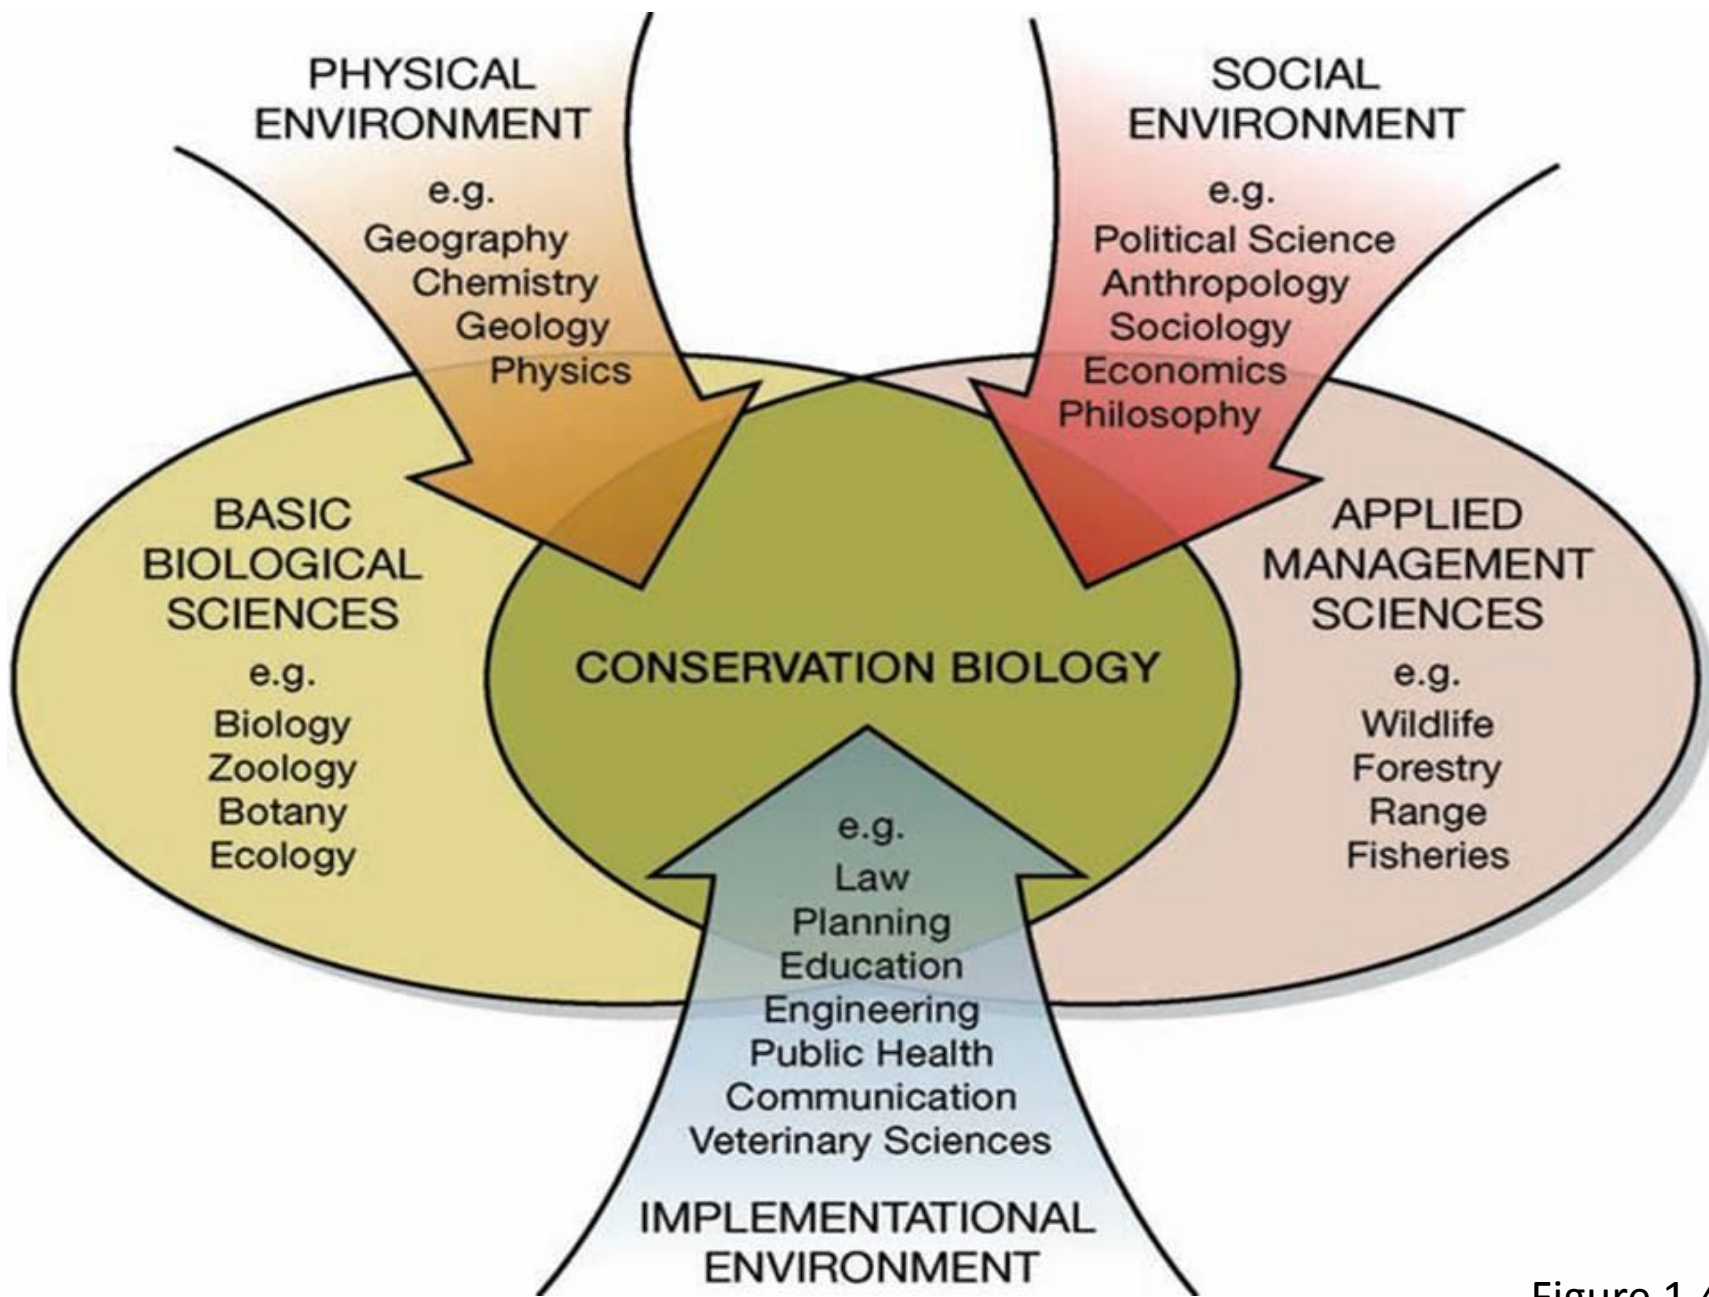 PHYSICAL
ENVIRONMENT
e.g.
Geography
Chemistry
Geology
Physics
SOCIAL
ENVIRONMENT
e.g.
Political Science
Anthropology
Sociology
Economics
Philosophy
BASIC
BIOLOGICAL
SCIENCES
e.g.
Biology
Zoology
Botany
Ecology
CONSERVATION BIOLOGY
APPLIED
MANAGEMENT
SCIENCES
e.g.
Wildlife
Forestry
Range
Fisheries
e.g.
Law
Planning
Education
Engineering
Public Health
Communication
Veterinary Sciences
IMPLEMENTATIONAL
ENVIRONMENT
Figure